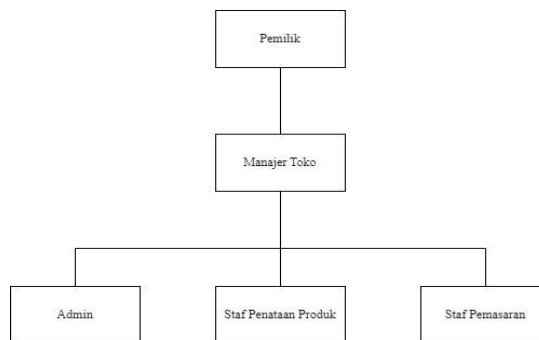 Pemilik
Manajer Toko
Admin
Staf Penataan Produk
Staf Pemasaran